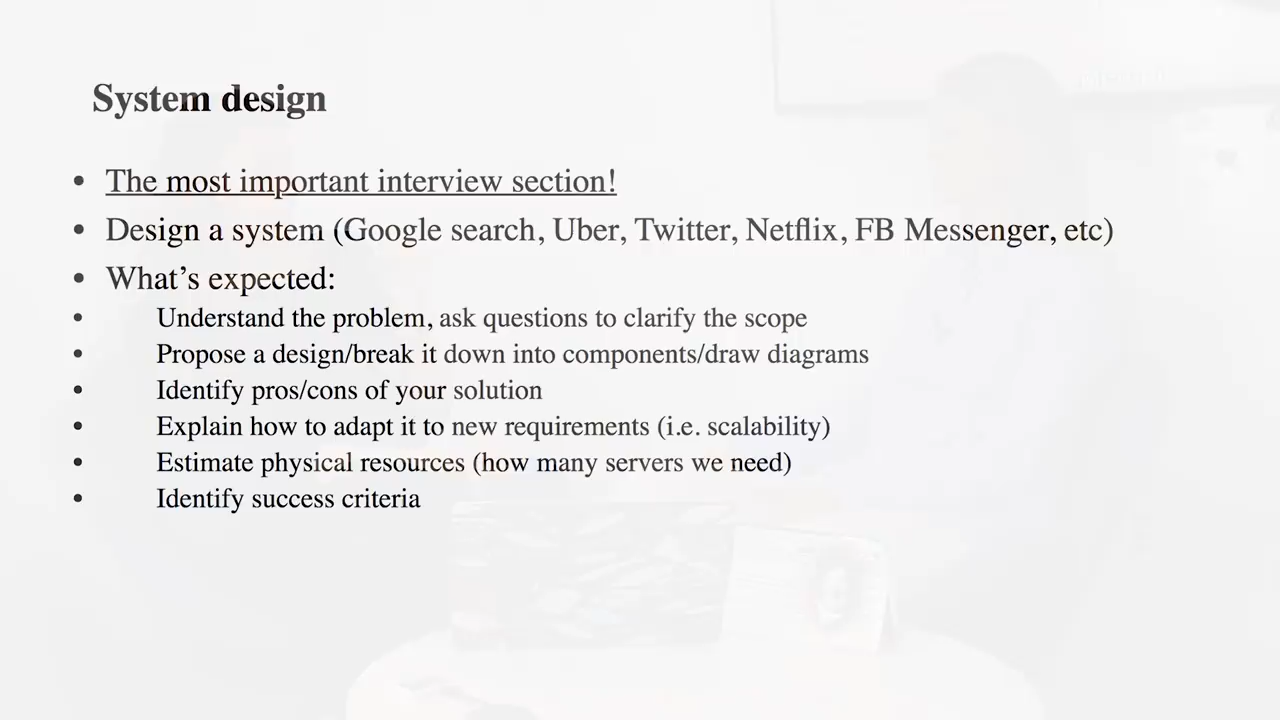 System design
• The most important interview section!
• Design a system (Google search, Uber, Twitter, Netflix, FB Messenger, etc)
• What’s expected:
• Understand the problem, ask questions to clarify the scope
• Propose a design/break it down into components/draw diagrams
• Identify pros/cons of your solution
• Explain how to adapt it to new requirements (i.e. scalability)
• Estimate physical resources (how many servers we need)
• Identify success criteria